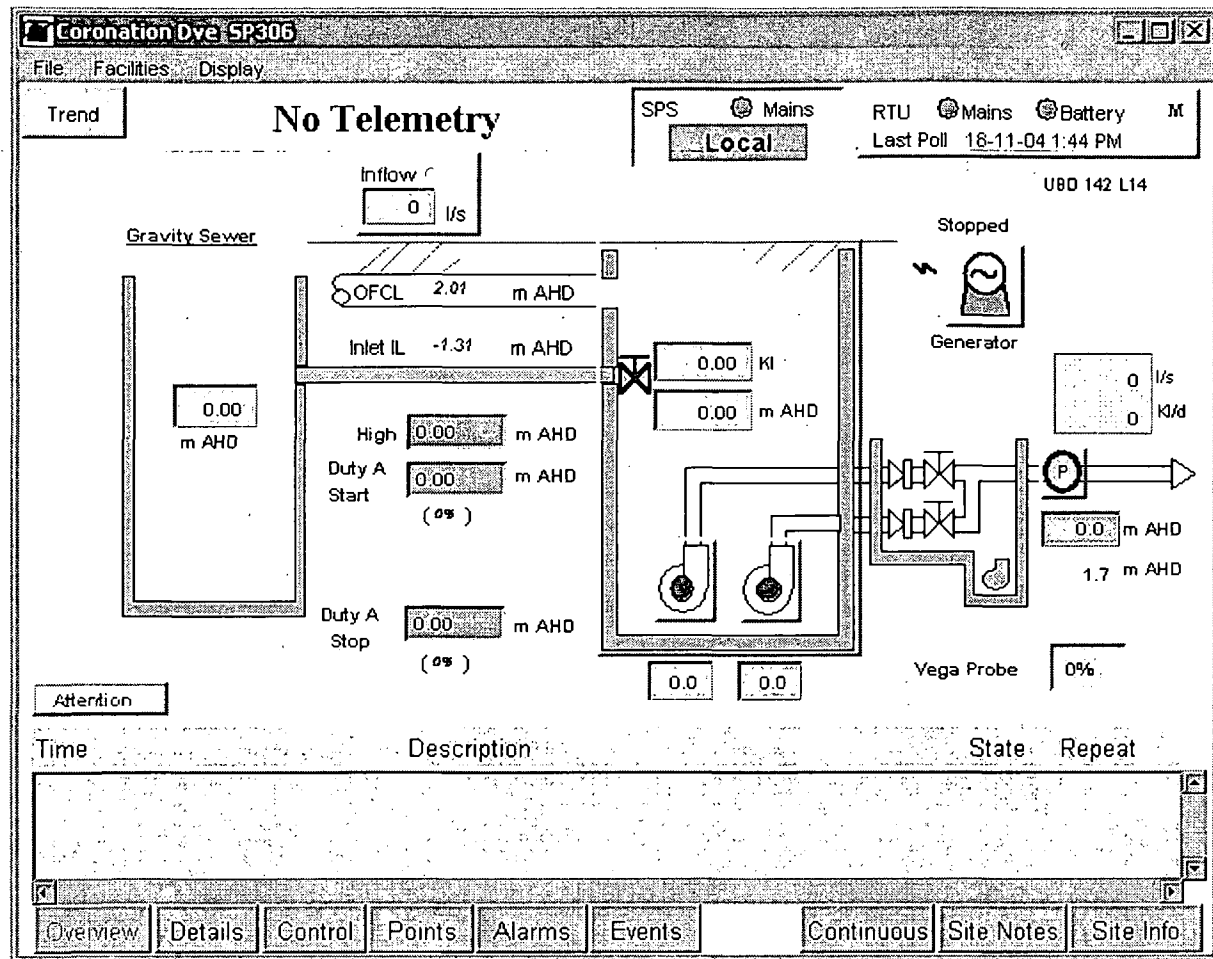 Coronation Dve SP306
File Facilities Display
Trend
No Telemetry
SPS Mains
Local
RTU Mains Battery M
Last Poll 18-11-04 1:44 PM
UBD 142 L14
Inflow
0 l/s
Gravity Sewer
Stopped
OFCL 2.01 m AHD
Inlet IL -1.31 m AHD
Generator
0.00 Kl
0.00 m AHD
0 l/s
0 Kl/d
0.00
m AHD
High 0.00 m AHD
Duty A
Start
0.00 m AHD
(0%)
P
0.0 m AHD
1.7 m AHD
Duty A
Stop
0.00 m AHD
(0%)
0.0 0.0
Vega Probe 0%
Attention
Time Description State Repeat
Overview Details Control Points Alarms Events Continuous Site Notes Site Info